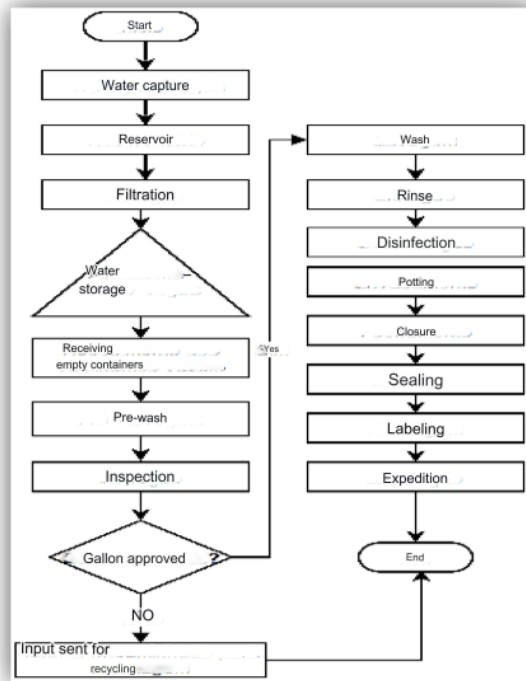 Start
Water capture
Reservoir
Filtration
Water
storage
Receiving
empty containers
Pre-wash
Inspection
Gallon approved ?
NO
Input sent for
recycling
Yes
Wash
Rinse
Disinfection
Potting
Closure
Sealing
Labeling
Expedition
End